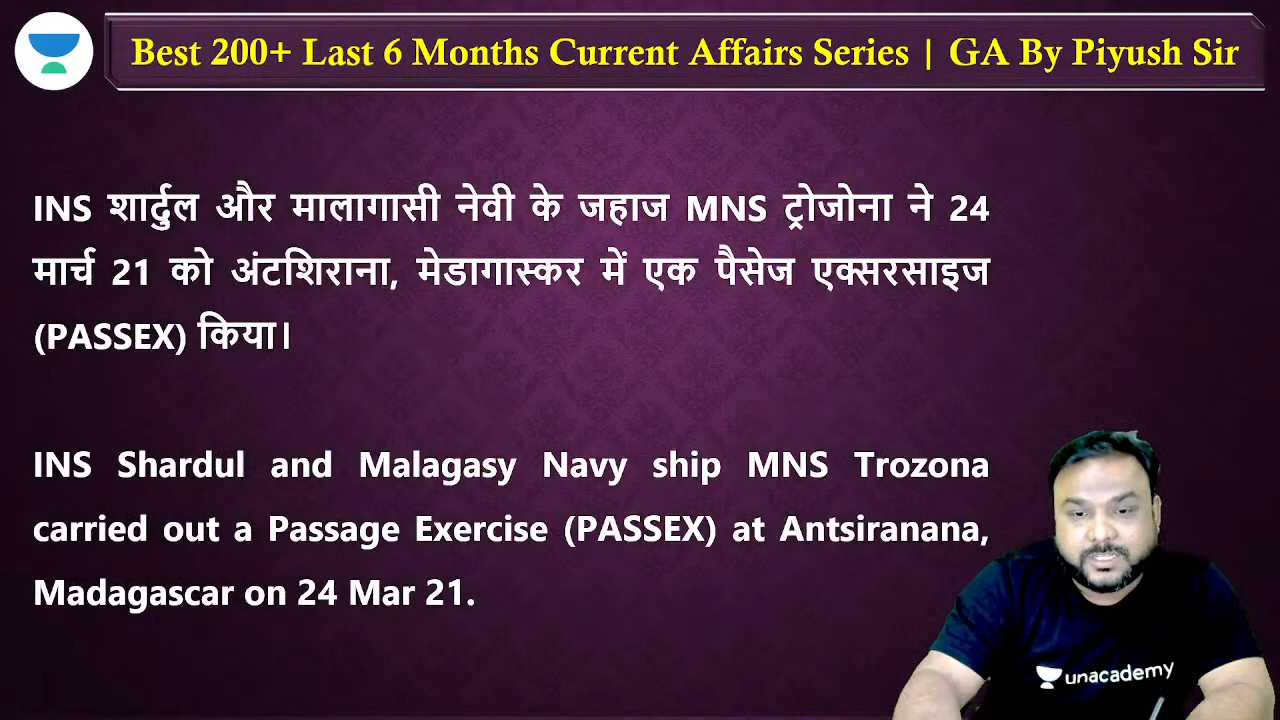 Best 200+ Last 6 Months Current Affairs Series | GA By Piyush Sir
INS शार्दुल और मालागासी नेवी के जहाज MNS ट्रोजोना ने 24
मार्च 21 को अंटशिराना, मेडागास्कर में एक पैसेज एक्सरसाइज
(PASSEX) किया।
INS Shardul and Malagasy Navy ship MNS Trozona
carried out a Passage Exercise (PASSEX) at Antsiranana,
Madagascar on 24 Mar 21.
unacademy